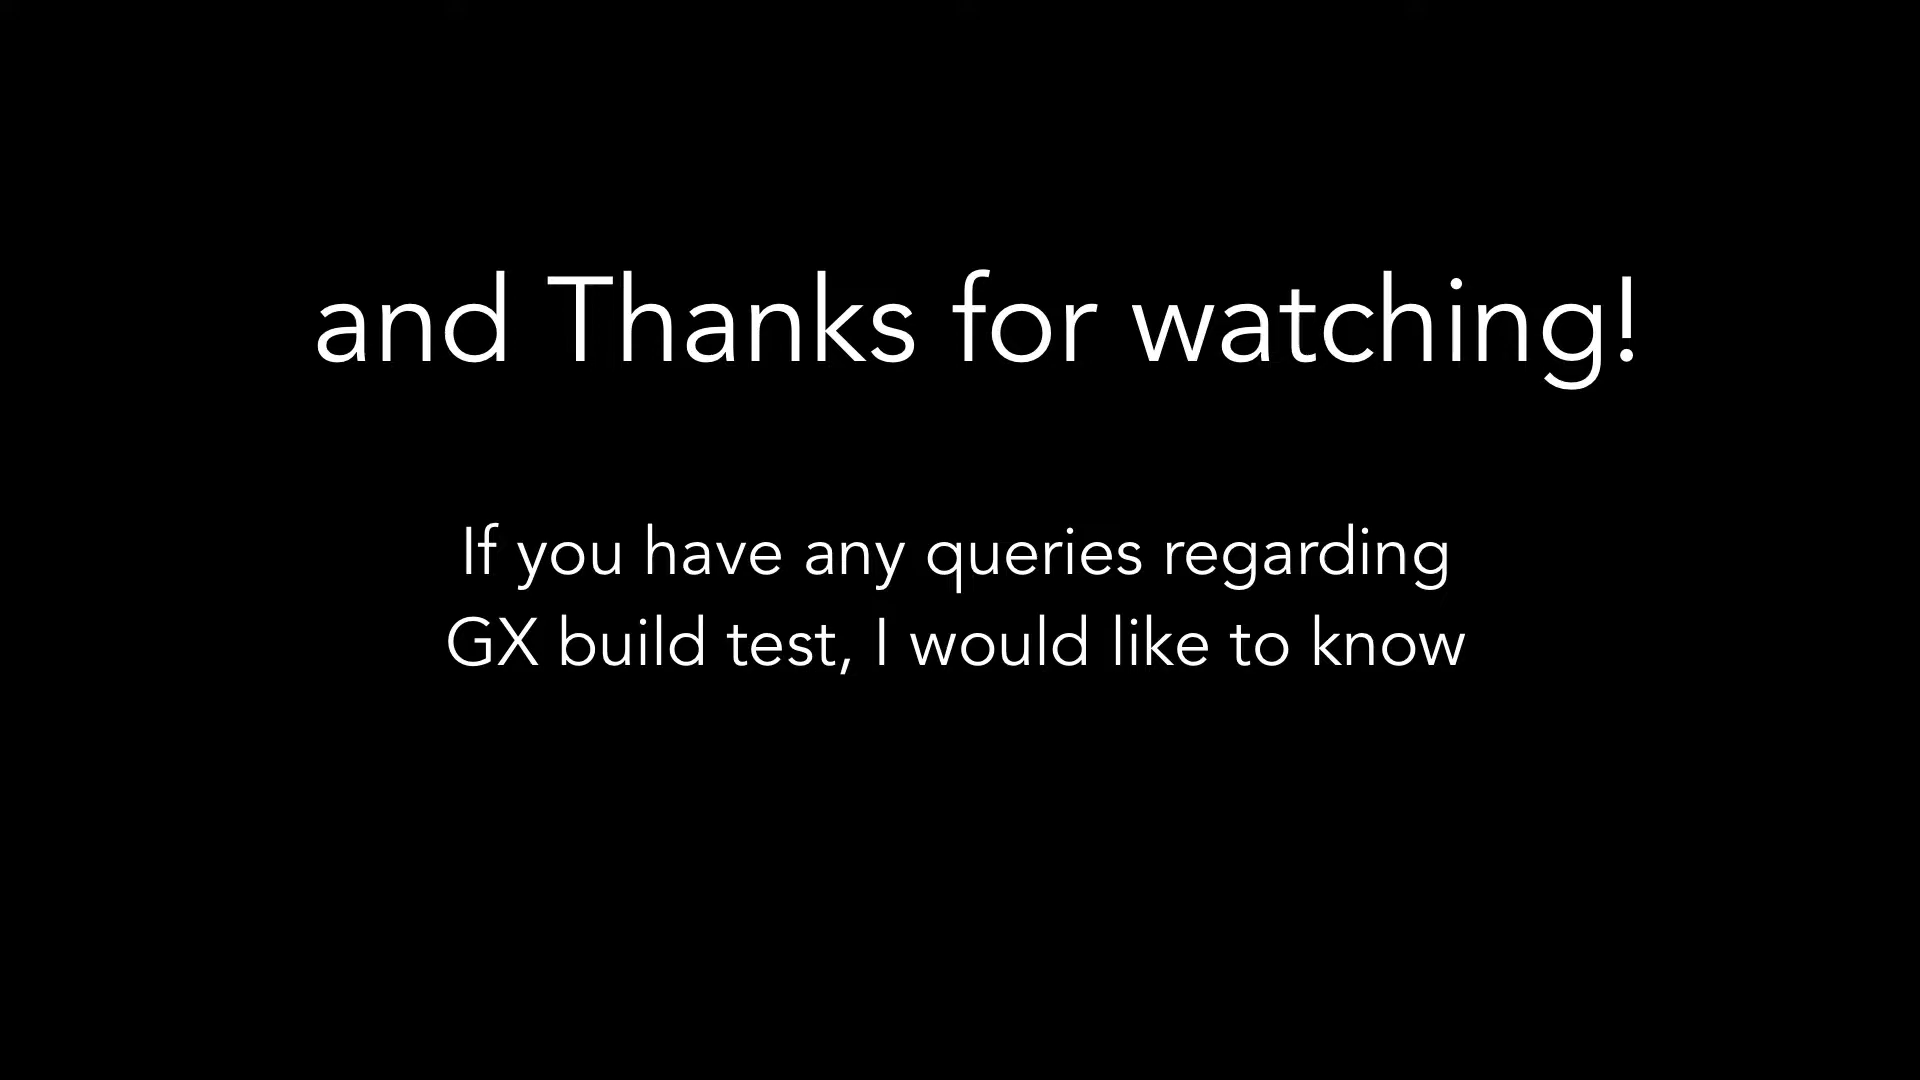 and Thanks for watching!
If you have any queries regarding
GX build test, I would like to know